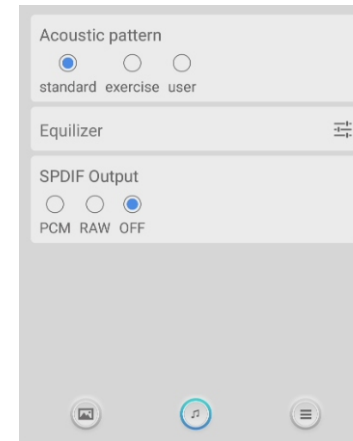 Acoustic pattern
standard exercise user
Equilizer
SPDIF Output
PCM RAW OFF